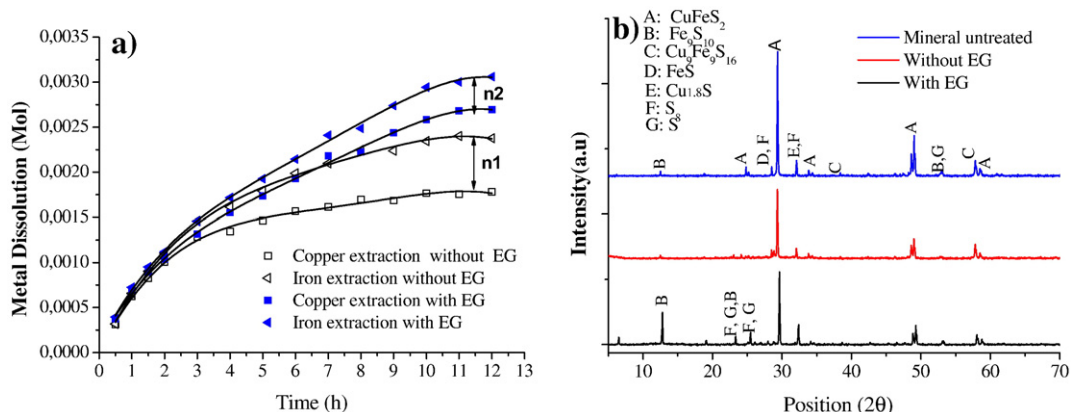 a)
0,0040
0,0035
0,0030
0,0025
0,0020
0,0015
0,0010
0,0005
0,0000
Metal Dissolution (Mol)
n2
n1
Copper extraction without EG
Iron extraction without EG
Copper extraction with EG
Iron extraction with EG
0 1 2 3 4 5 6 7 8 9 10 11 12 13
Time (h)
b)
A: CuFeS2
B: Fe9S10
C: Cu9Fe9S16
D: FeS
E: Cu1.8S
F: S8
G: S
Mineral untreated
Without EG
With EG
Intensity(a.u)
B
A
D, F
A
E,F
A
C
A
B,G
C
A
B
F, G,B
F, G
10 20 30 40 50 60 70
Position (2θ)